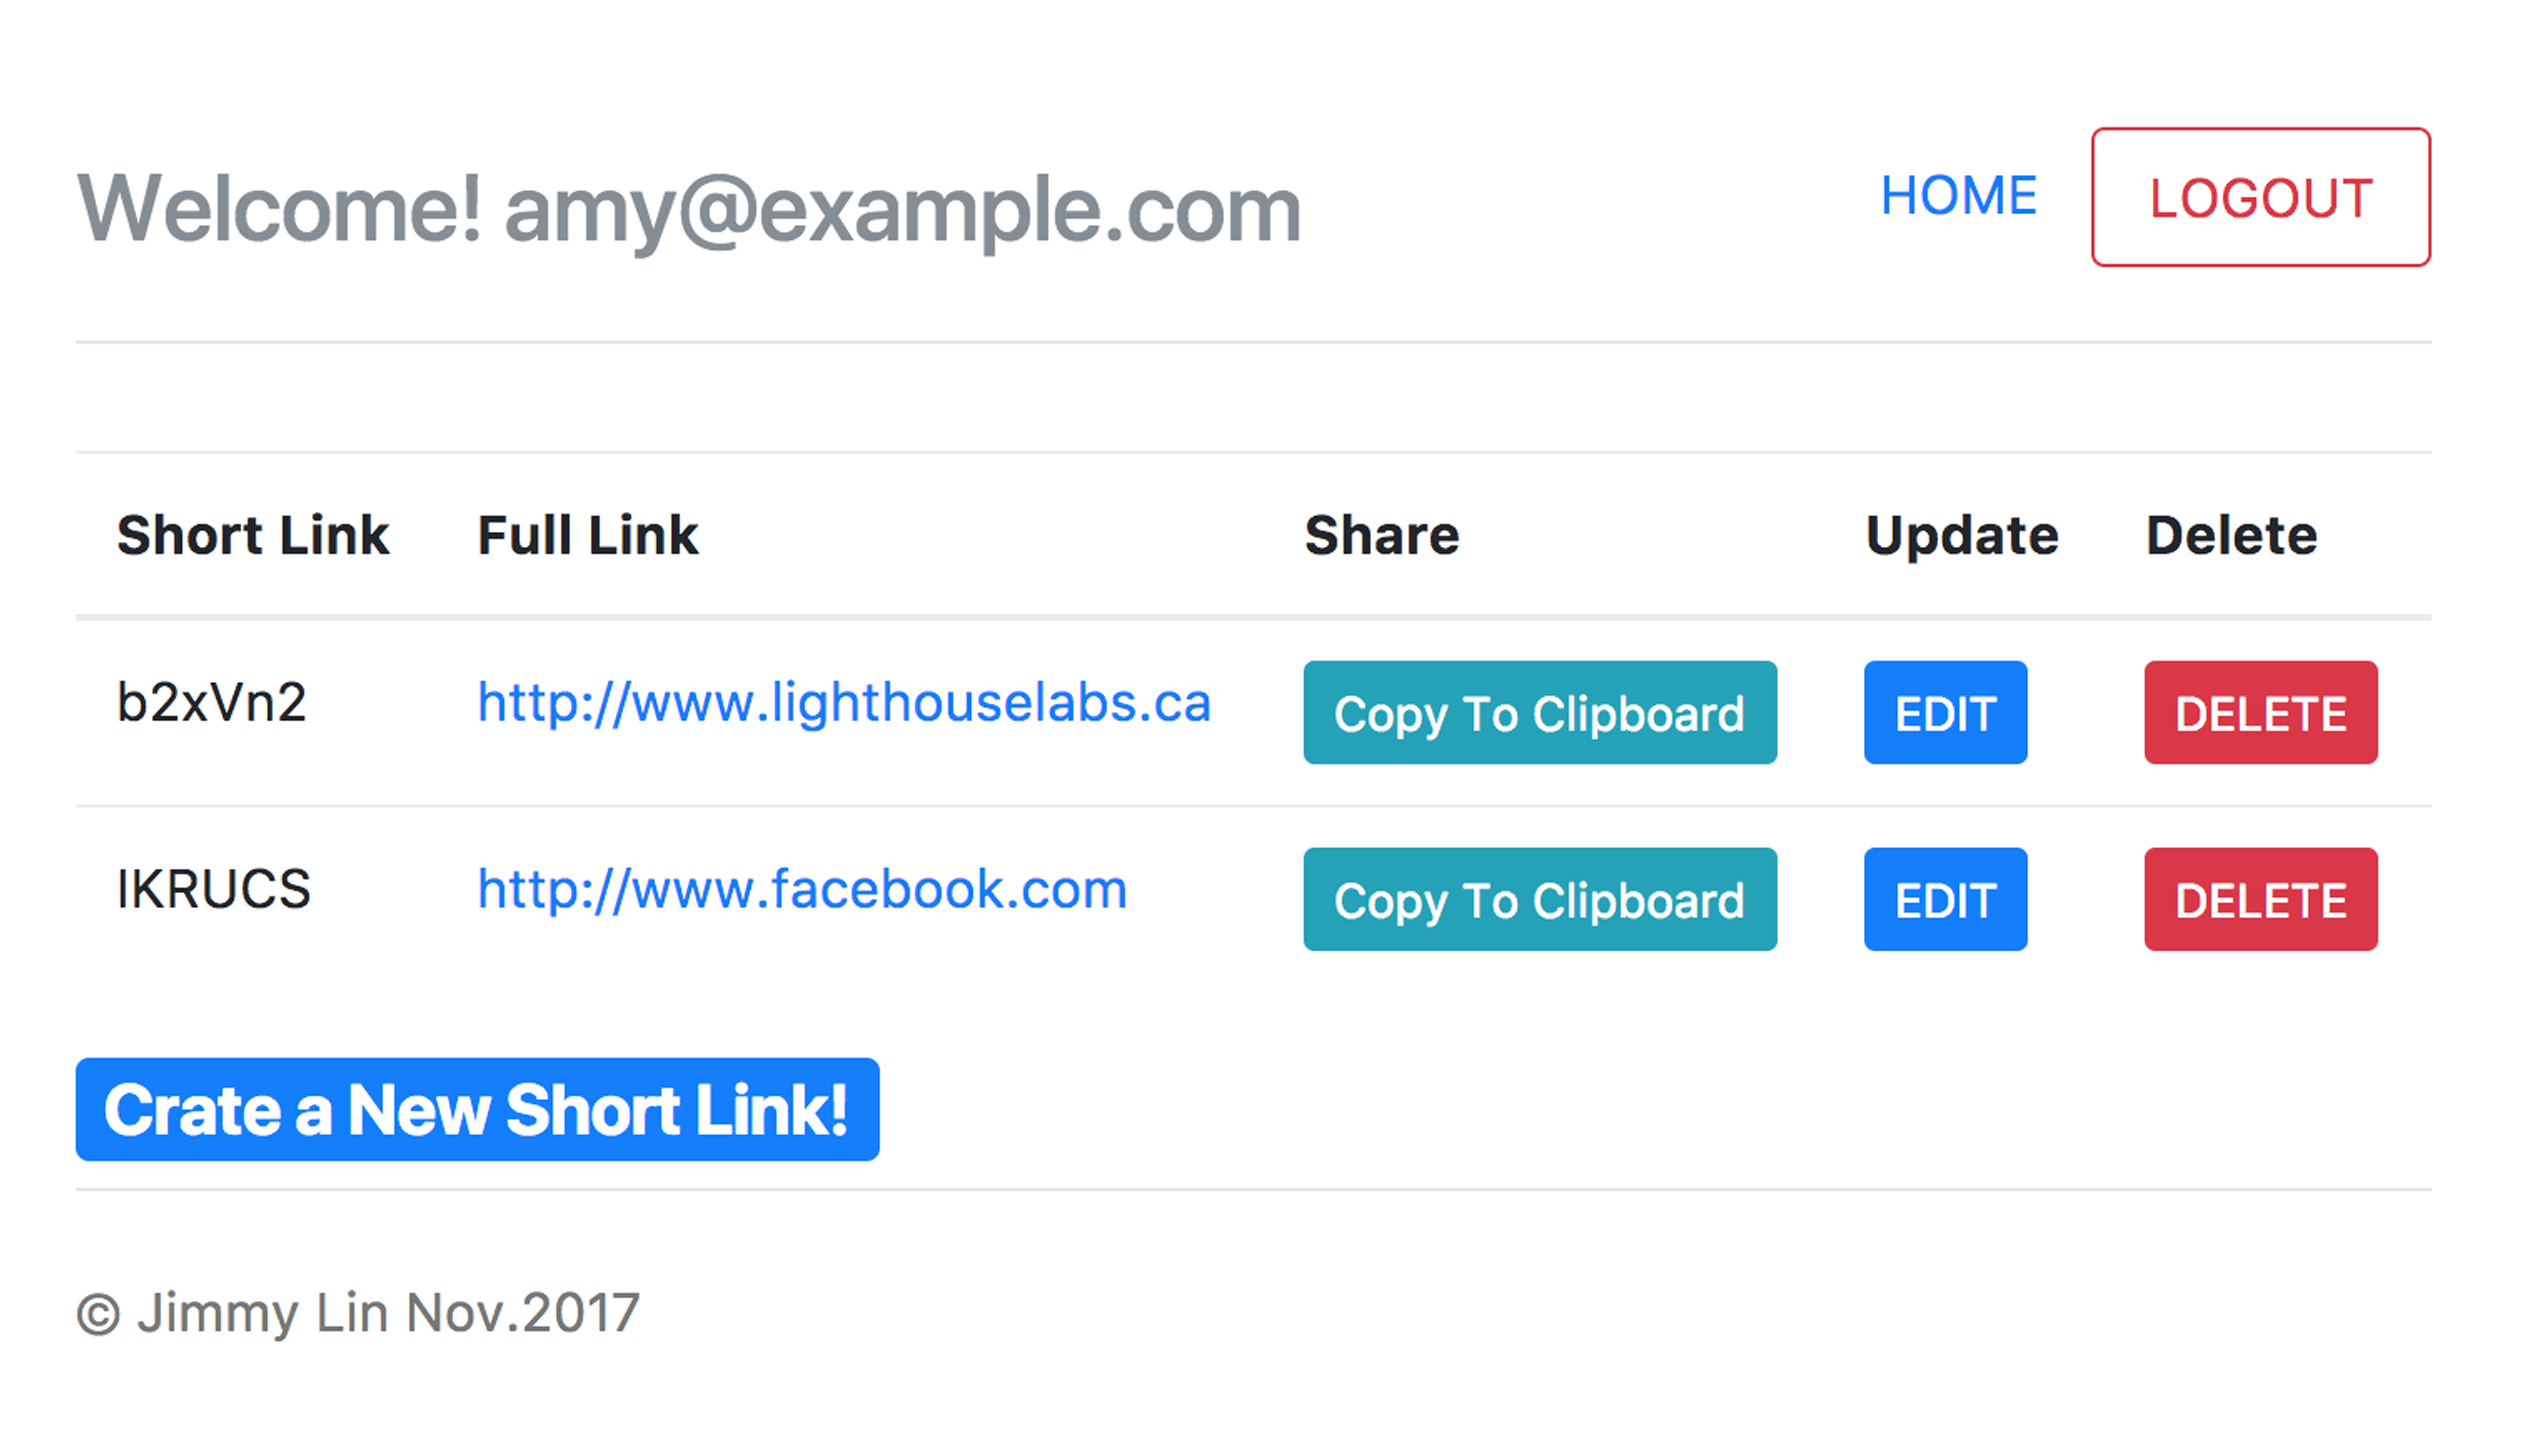 Welcome! amy@example.com HOME LOGOUT
Short Link Full Link Share Update Delete
b2xVn2 http://www.lighthouselabs.ca Copy To Clipboard EDIT DELETE
IKRUCS http://www.facebook.com Copy To Clipboard EDIT DELETE
Crate a New Short Link!
© Jimmy Lin Nov.2017